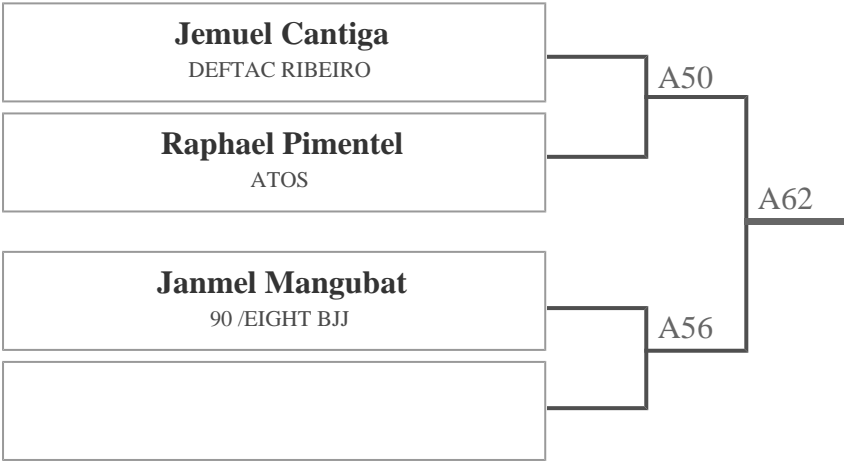 Jemuel Cantiga
DEFTAC RIBEIRO
A50
Raphael Pimentel
ATOS
A62
Janmel Mangubat
90 /EIGHT BJJ
A56